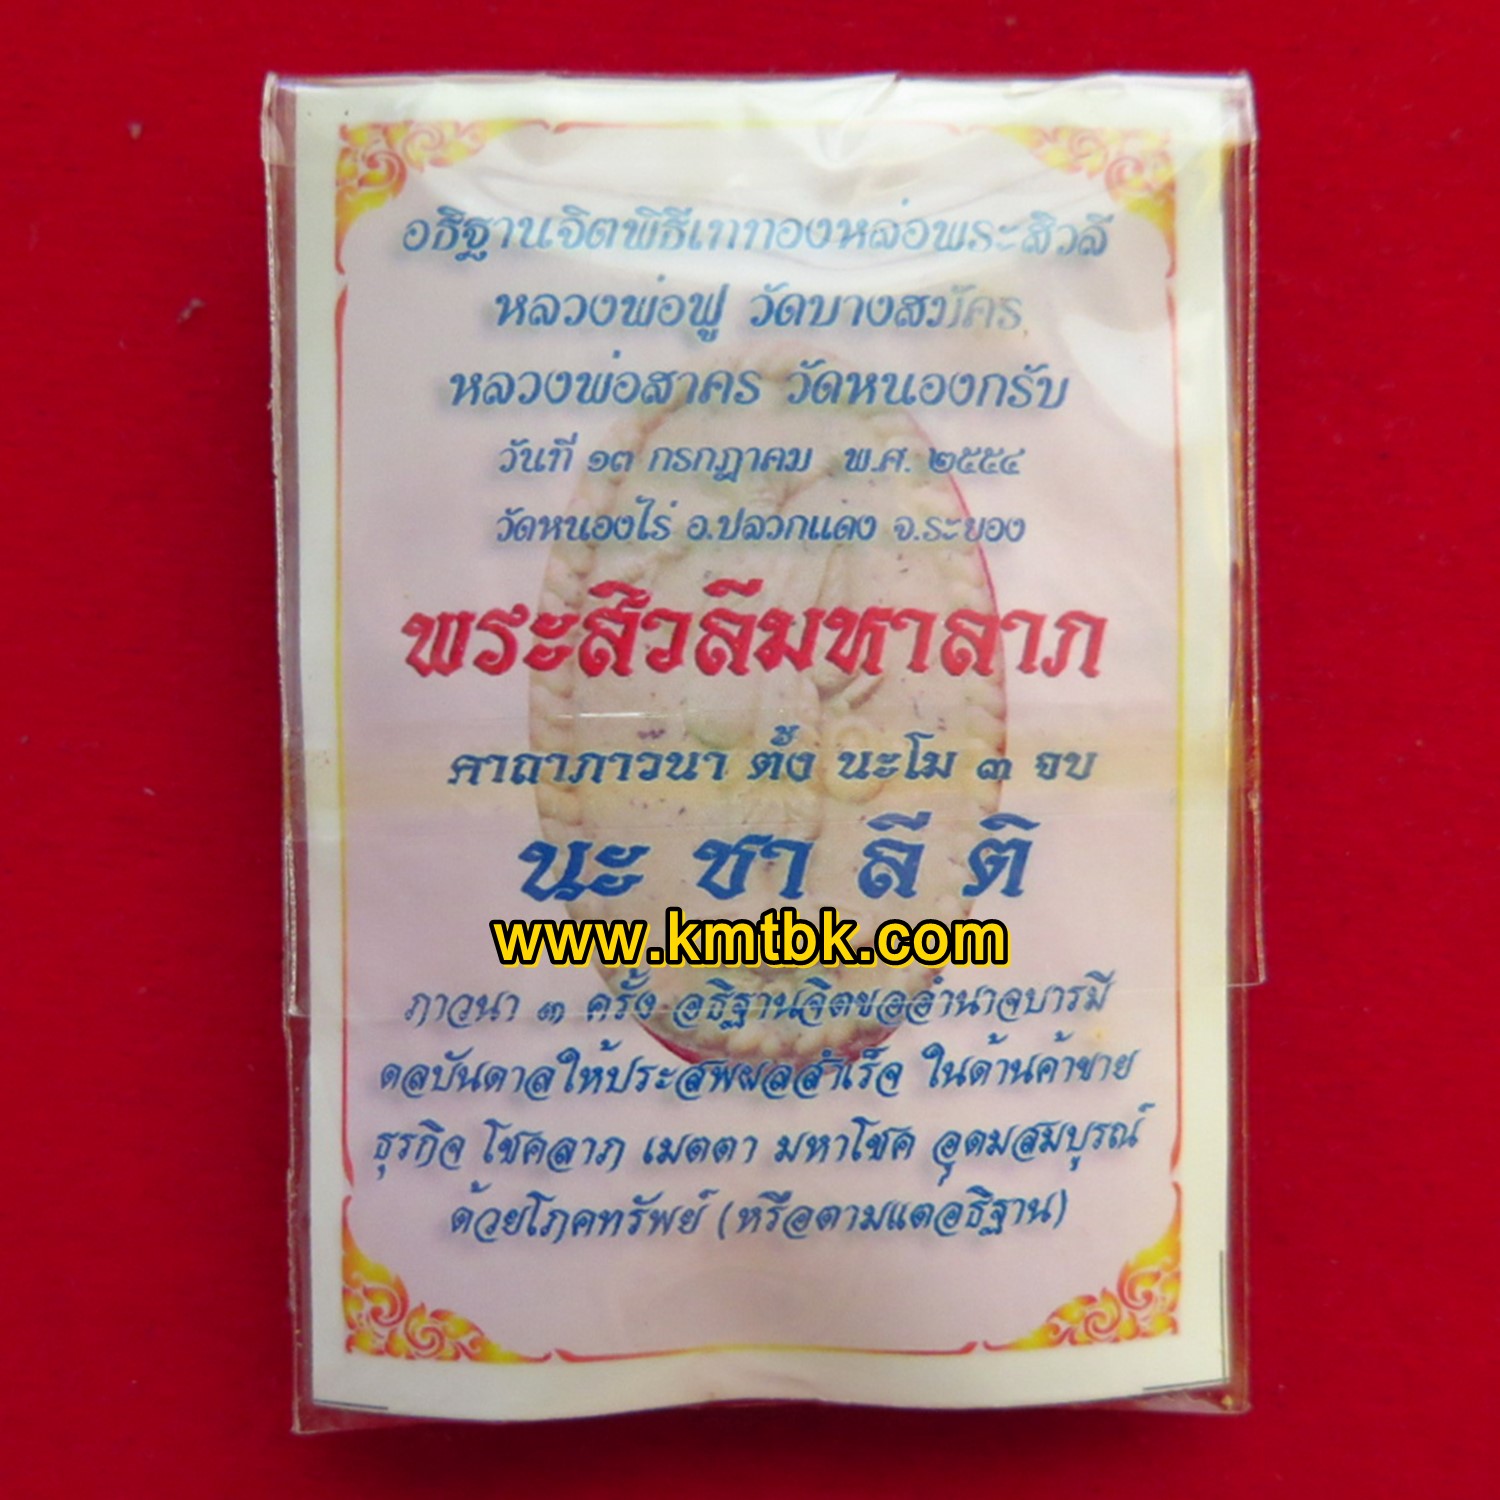 อธิฐานจิตพิธีเททองหล่อพระสิวลี
หลวงพ่อฟู วัดบางสมัคร
หลวงพ่อสาคร วัดหนองกรับ
วันที่ ๑๓ กรกฎาคม พ.ศ. ๒๕๕๔
วัดหนองไร่ อ.ปลวกแดง จ.ระยอง
พระสิวลีมหาลาภ
คาถาภาวนา ตั้ง นะโม ๓ จบ
นะ ชา ลี ติ
www.kmtbk.com
ภาวนา ๓ ครั้ง อธิฐานจิตขออำนาจบารมี
ดลบันดาลให้ประสพผลสำเร็จ ในด้านค้าขาย
ธุรกิจ โชคลาภ เมตตา มหาโชค อุดมสมบูรณ์
ด้วยโภคทรัพย์ (หรือตามแต่อธิฐาน)